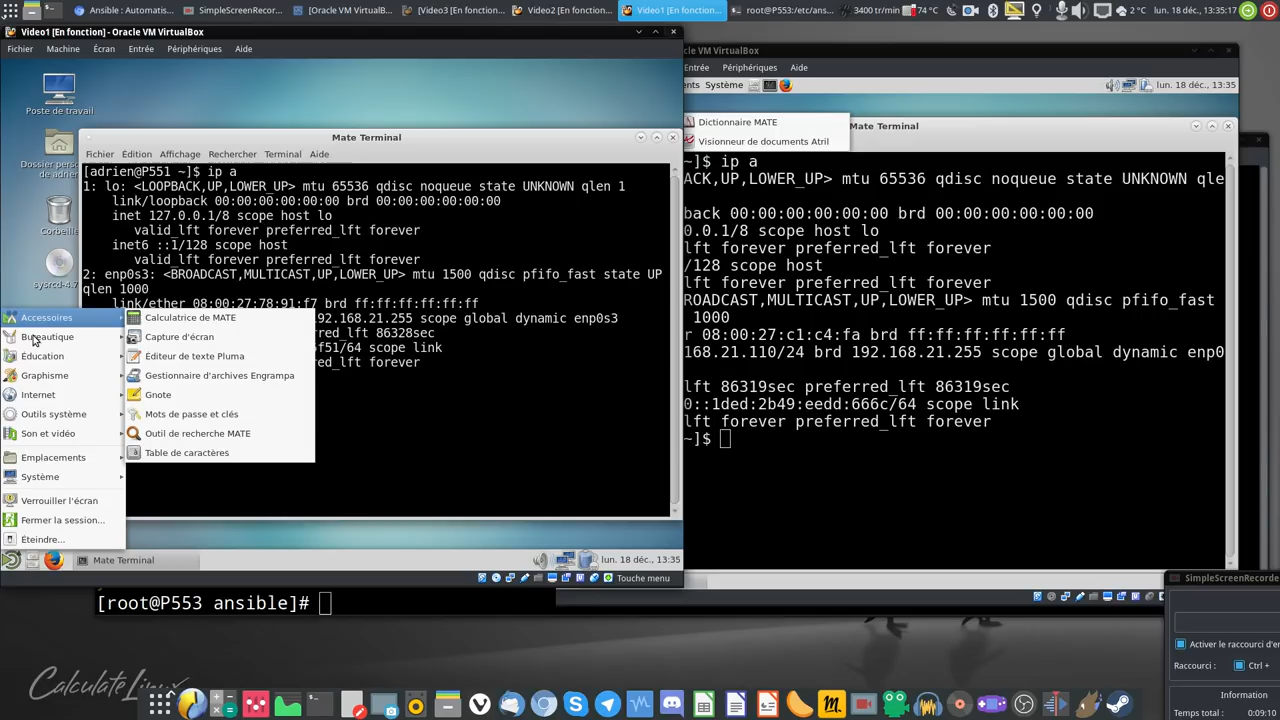 Ansible : Automatis...
SimpleScreenRecor...
[Oracle VM VirtualB...
[Video3 [En fonction]...
Video2 [En fonction]...
Video1 [En fonction]...
root@P553:/etc/ans...
3400 tr/min
74 °C
2 °C
lun. 18 déc., 13:35:17
Video1 [En fonction] - Oracle VM VirtualBox
Fichier Machine Écran Entrée Périphériques Aide
Poste de travail
Dossier perso
de adrien
Corbeille
sysrcd-4.7
Mate Terminal
Fichier Édition Affichage Rechercher Terminal Aide
[adrien@P551 ~]$ ip a
1: lo: <LOOPBACK,UP,LOWER_UP> mtu 65536 qdisc noqueue state UNKNOWN qlen 1
link/loopback 00:00:00:00:00:00 brd 00:00:00:00:00:00
inet 127.0.0.1/8 scope host lo
valid_lft forever preferred_lft forever
inet6 ::1/128 scope host
valid_lft forever preferred_lft forever
2: enp0s3: <BROADCAST,MULTICAST,UP,LOWER_UP> mtu 1500 qdisc pfifo_fast state UP
qlen 1000
link/ether 08:00:27:78:91:f7 brd ff:ff:ff:ff:ff:ff
92.168.21.255 scope global dynamic enp0s3
lft 86328sec
5f51/64 scope link
lft forever
Accessoires
Bureautique
Éducation
Graphisme
Internet
Outils système
Son et vidéo
Emplacements
Système
Verrouiller l'écran
Fermer la session...
Éteindre...
Calculatrice de MATE
Capture d'écran
Éditeur de texte Pluma
Gestionnaire d'archives Engrampa
Gnote
Mots de passe et clés
Outil de recherche MATE
Table de caractères
Mate Terminal
lun. 18 déc., 13:35
Touche menu
cle VM VirtualBox
Entrée Périphériques Aide
ents Système
lun. 18 déc., 13:35
Dictionnaire MATE
Visionneur de documents Atril
Mate Terminal
~]$ ip a
ACK,UP,LOWER_UP> mtu 65536 qdisc noqueue state UNKNOWN qle
back 00:00:00:00:00:00 brd 00:00:00:00:00:00
0.0.1/8 scope host lo
lft forever preferred_lft forever
/128 scope host
lft forever preferred_lft forever
ROADCAST,MULTICAST,UP,LOWER_UP> mtu 1500 qdisc pfifo_fast
1000
r 08:00:27:c1:c4:fa brd ff:ff:ff:ff:ff:ff
168.21.110/24 brd 192.168.21.255 scope global dynamic enp0
lft 86319sec preferred_lft 86319sec
0::1ded:2b49:eedd:666c/64 scope link
lft forever preferred_lft forever
~]$
[root@P553 ansible]#
SimpleScreenRecorder
Activer le raccourci d'en
Raccourci : Ctrl +
Information
Temps total : 0:09:10
Calculate Linux